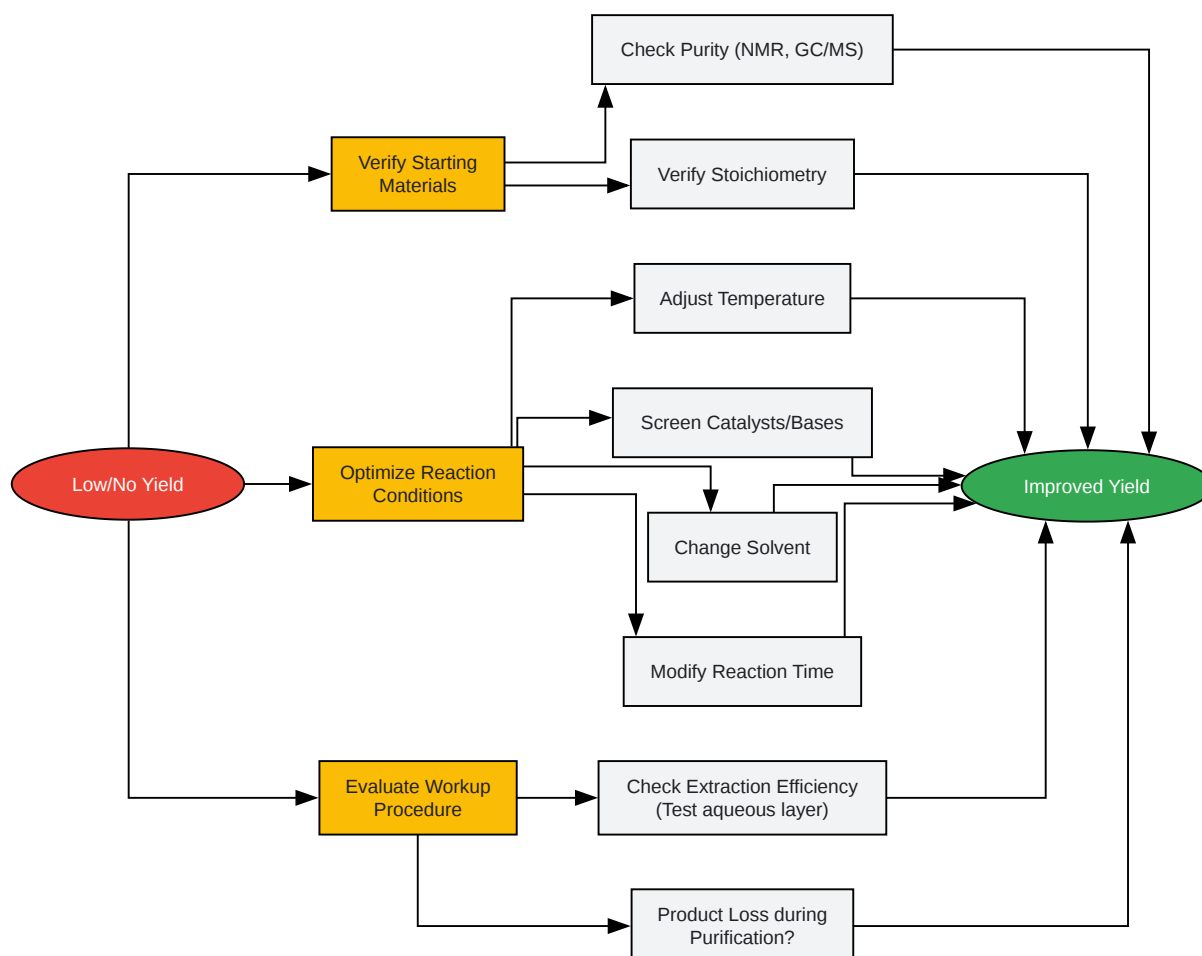 Check Purity (NMR, GC/MS)
Verify Starting
Materials
Verify Stoichiometry
Adjust Temperature
Screen Catalysts/Bases
Low/No Yield
Optimize Reaction
Conditions
Improved Yield
Change Solvent
Modify Reaction Time
Evaluate Workup
Procedure
Check Extraction Efficiency
(Test aqueous layer)
Product Loss during
Purification?